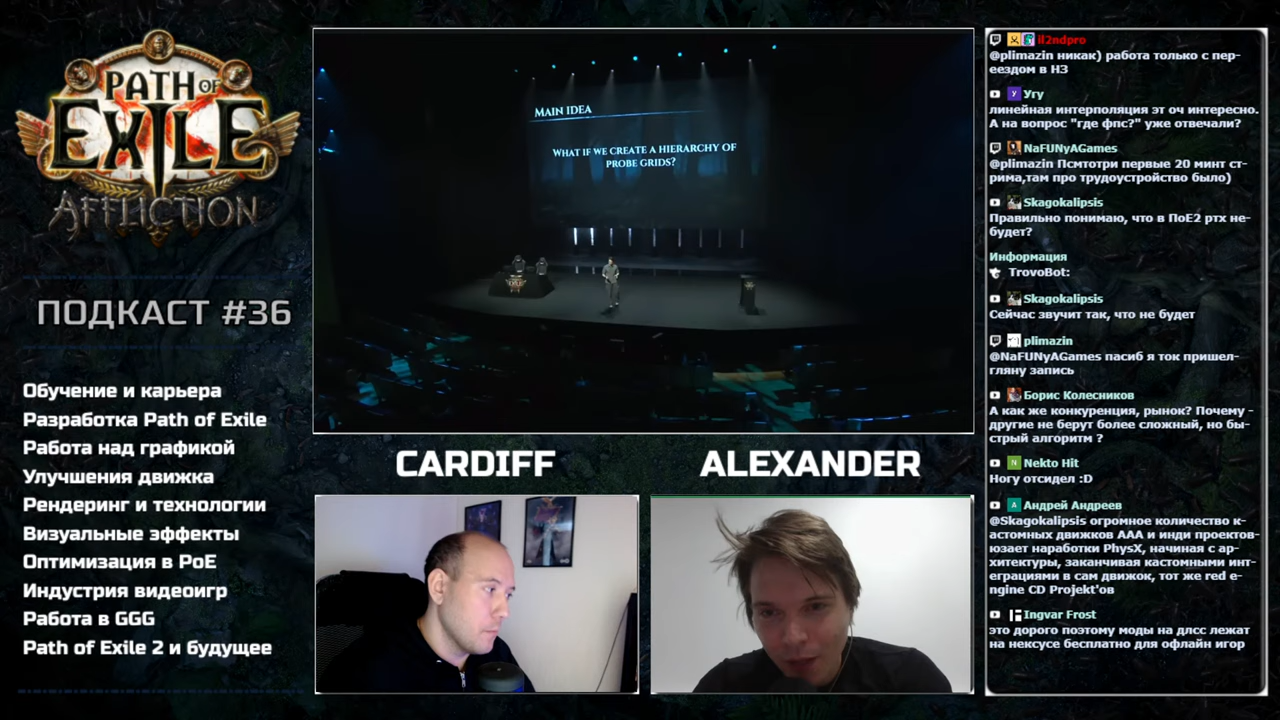 PATH OF
EXILE
AFFLICTION
ПОДКАСТ #36
Обучение и карьера
Разработка Path of Exile
Работа над графикой
Улучшения движка
Рендеринг и технологии
Визуальные эффекты
Оптимизация в PoE
Индустрия видеоигр
Работа в GGG
Path of Exile 2 и будущее
MAIN IDEA
WHAT IF WE CREATE A HIERARCHY OF
PROBE GRIDS?
CARDIFF
ALEXANDER
il2ndpro
@plimazin никак) работа только с пер-
еездом в НЗ
У Угу
линейная интерполяция эт оч интересно.
А на вопрос "где фпс?" уже отвечали?
NaFUNyAGames
@plimazin Псмтотри первые 20 минт ст-
рима,там про трудоустройство было)
Skagokalipsis
Правильно понимаю, что в ПоЕ2 ртх не-
будет?
Информация
TrovoBot:
Skagokalipsis
Сейчас звучит так, что не будет
plimazin
@NaFUNyAGames пасиб я ток пришел-
гляну запись
Борис Колесников
А как же конкуренция, рынок? Почему -
другие не берут более сложный, но бы-
стрый алгоритм ?
N Nekto Hit
Ногу отсидел :D
А Андрей Андреев
@Skagokalipsis огромное количество к-
астомных движков ААА и инди проектов-
юзает наработки PhysX, начиная с ар-
хитектуры, заканчивая кастомными инт-
еграциями в сам движок, тот же red e-
ngine CD Projekt'ов
Ingvar Frost
это дорого поэтому моды на длсс лежат
на нексусе бесплатно для офлайн игор